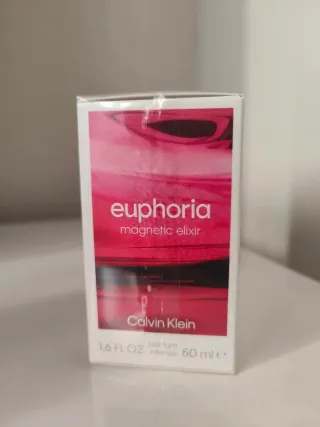 euphoria
magnetic elixir
Calvin Klein
1.6 FL OZ parfum intense 50 ml e